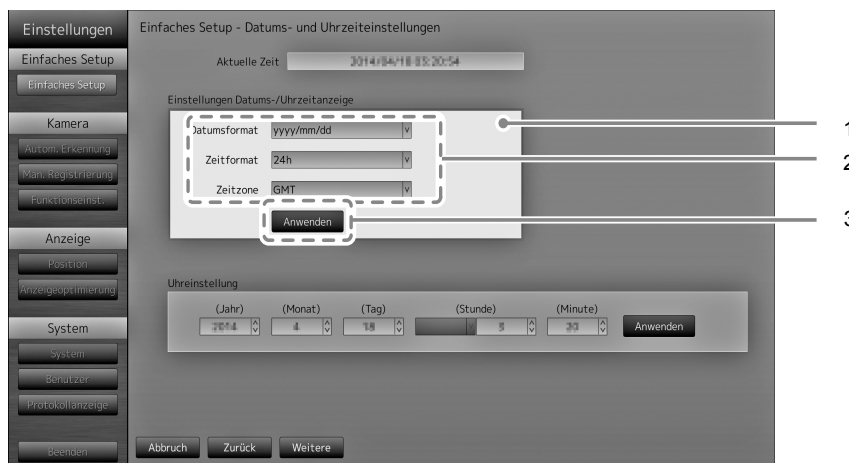 Einstellungen
Einfaches Setup
Einfaches Setup
Kamera
Autom. Erkennung
Man. Registrierung
Funktionseinst.
Anzeige
Position
Anzeigeoptimierung
System
System
Benutzer
Protokollanzeige
Beenden
Einfaches Setup - Datums- und Uhrzeiteinstellungen
Aktuelle Zeit 2014/04/18 05:20:54
Einstellungen Datums-/Uhrzeitanzeige
Datumsformat yyyy/mm/dd
Zeitformat 24h
Zeitzone GMT
Anwenden
1
2
3
Uhreinstellung
(Jahr) (Monat) (Tag) (Stunde) (Minute)
2014 4 18 5 20 Anwenden
Abbruch Zurück Weitere